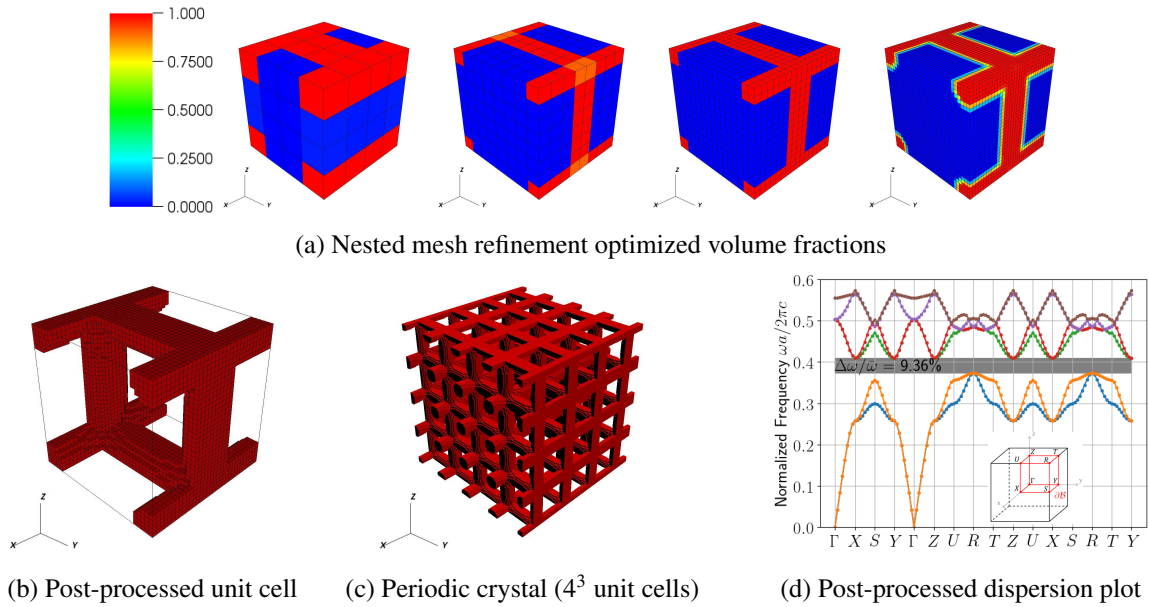 1.000
0.7500
0.5000
0.2500
0.0000
Z
X Y
Z
X Y
Z
X Y
Z
X Y
(a) Nested mesh refinement optimized volume fractions
Z
X Y
(b) Post-processed unit cell
Z
X Y
(c) Periodic crystal (4³ unit cells)
Normalized Frequency ωa/2πc
0.6
0.5
0.4
0.3
0.2
0.1
0.0
Δω/ω̄ = 9.36%
z
Z T
U R
Γ Y y
X S
x ∂ℬ
Γ X S Y Γ Z U R T Z U X S R T Y
(d) Post-processed dispersion plot